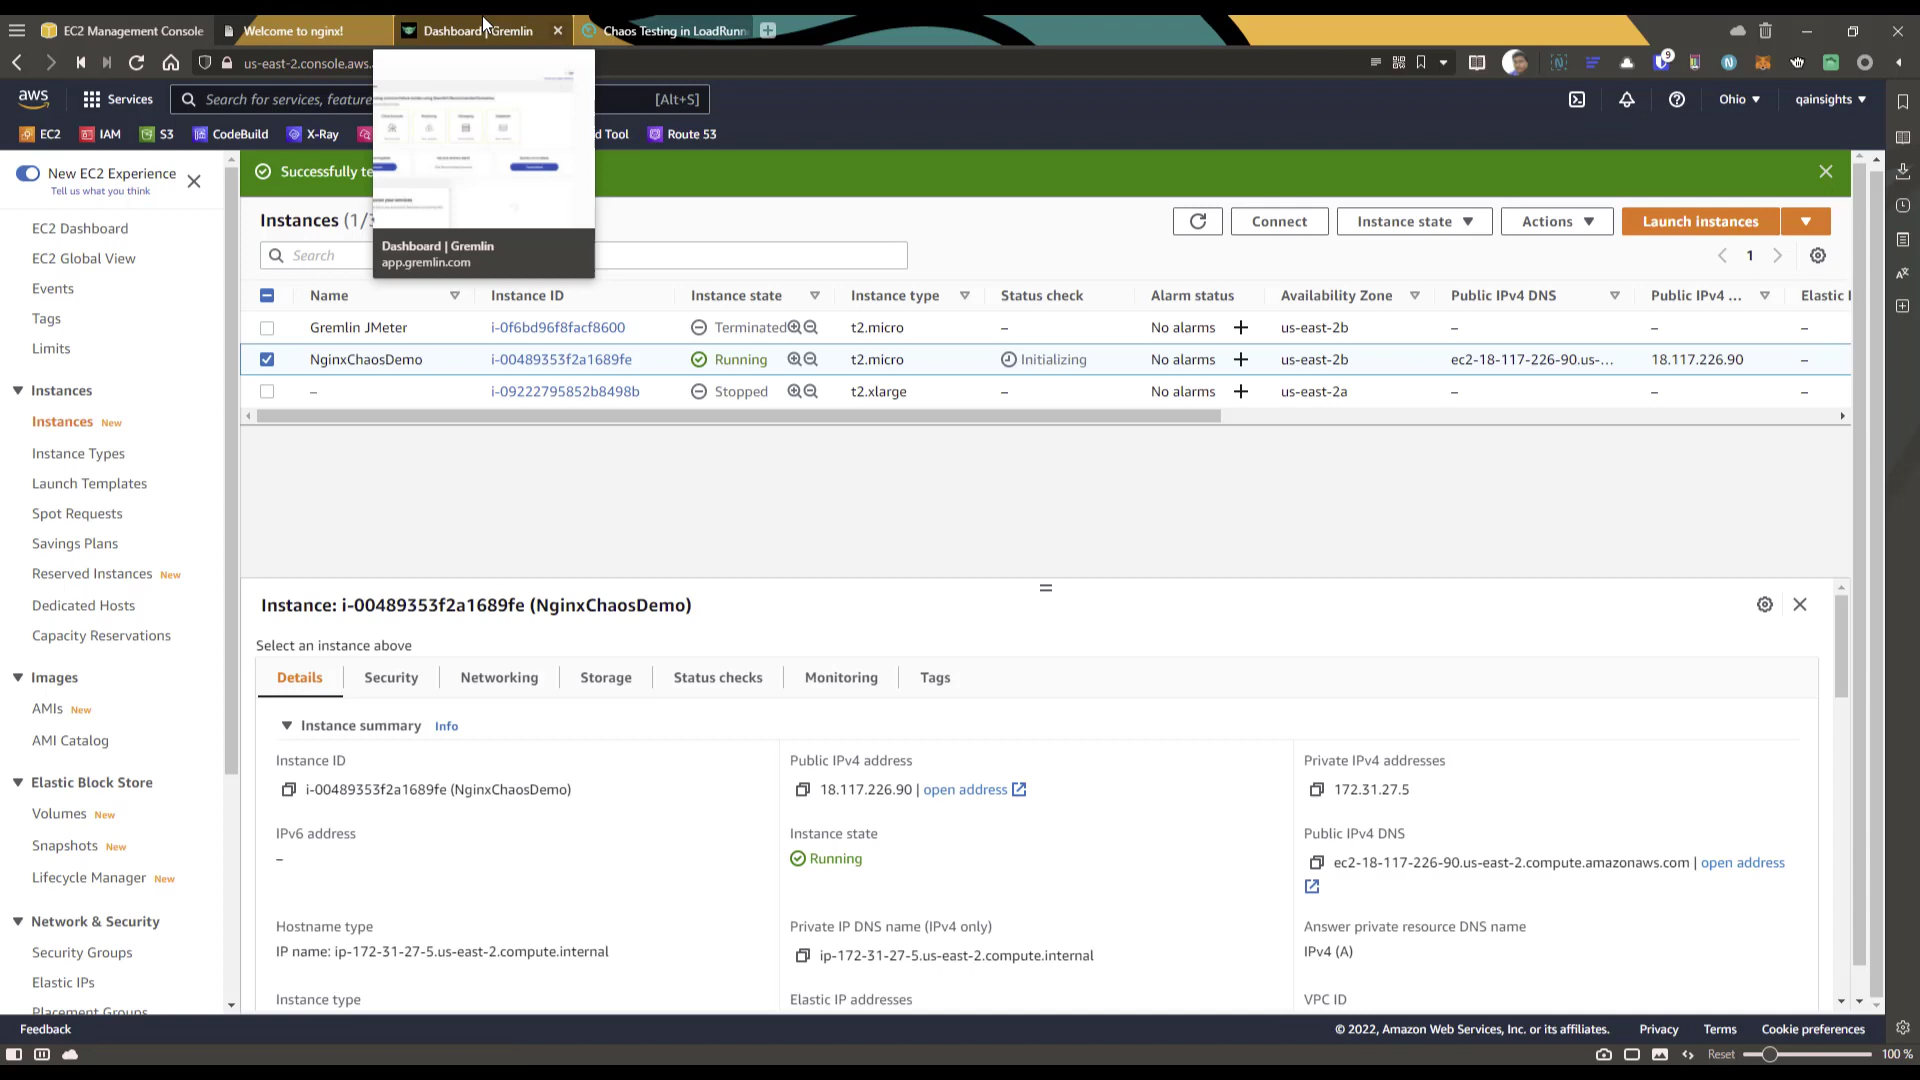 EC2 Management Console
Welcome to nginx!
Dashboard | Gremlin
Chaos Testing in LoadRunn
us-east-2.console.aws.
aws
Services
Search for services, feature
[Alt+S]
Ohio
qainsights
9
EC2
IAM
S3
CodeBuild
X-Ray
d Tool
Route 53
Dashboard | Gremlin
app.gremlin.com
New EC2 Experience
Tell us what you think
Successfully te
EC2 Dashboard
EC2 Global View
Events
Tags
Limits
Instances
Instances New
Instance Types
Launch Templates
Spot Requests
Savings Plans
Reserved Instances New
Dedicated Hosts
Capacity Reservations
Images
AMIs New
AMI Catalog
Elastic Block Store
Volumes New
Snapshots New
Lifecycle Manager New
Network & Security
Security Groups
Elastic IPs
Placement Groups
Instances (1/3
Connect
Instance state
Actions
Launch instances
Search
1
Name
Instance ID
Instance state
Instance type
Status check
Alarm status
Availability Zone
Public IPv4 DNS
Public IPv4 ...
Elastic I
Gremlin JMeter
i-0f6bd96f8facf8600
Terminated
t2.micro
–
No alarms
us-east-2b
–
–
–
NginxChaosDemo
i-00489353f2a1689fe
Running
t2.micro
Initializing
No alarms
us-east-2b
ec2-18-117-226-90.us-...
18.117.226.90
–
–
i-09222795852b8498b
Stopped
t2.xlarge
–
No alarms
us-east-2a
–
–
–
Instance: i-00489353f2a1689fe (NginxChaosDemo)
Select an instance above
Details
Security
Networking
Storage
Status checks
Monitoring
Tags
Instance summary Info
Instance ID
i-00489353f2a1689fe (NginxChaosDemo)
Public IPv4 address
18.117.226.90 | open address
Private IPv4 addresses
172.31.27.5
IPv6 address
–
Instance state
Running
Public IPv4 DNS
ec2-18-117-226-90.us-east-2.compute.amazonaws.com | open address
Hostname type
IP name: ip-172-31-27-5.us-east-2.compute.internal
Private IP DNS name (IPv4 only)
ip-172-31-27-5.us-east-2.compute.internal
Answer private resource DNS name
IPv4 (A)
Instance type
Elastic IP addresses
VPC ID
Feedback
© 2022, Amazon Web Services, Inc. or its affiliates.
Privacy
Terms
Cookie preferences
Reset
100 %